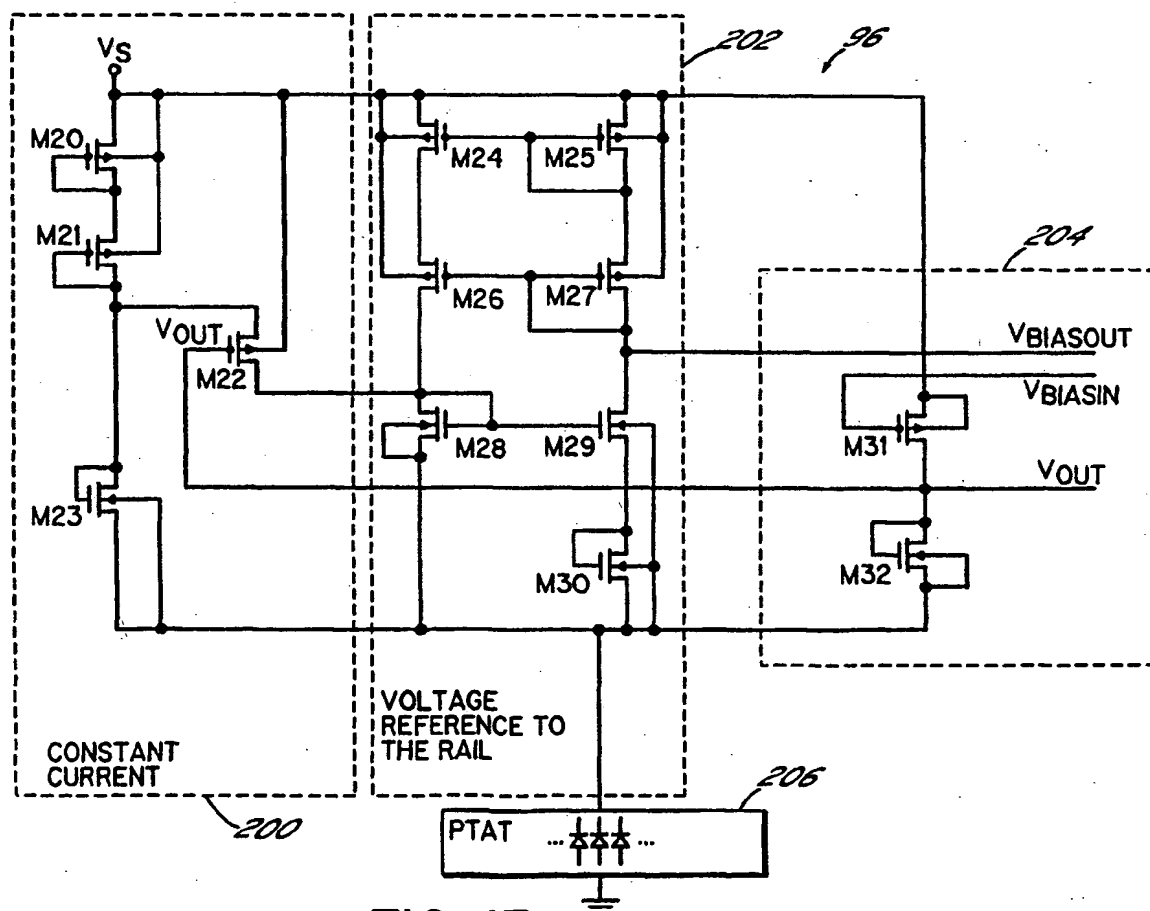 202
96
VS
M20
M24
M25
M21
204
M26
M27
VOUT
M22
VBIASOUT
VBIASIN
M28
M29
M31
VOUT
M23
M30
M32
VOLTAGE
REFERENCE TO
THE RAIL
CONSTANT
CURRENT
206
200
PTAT
... ...